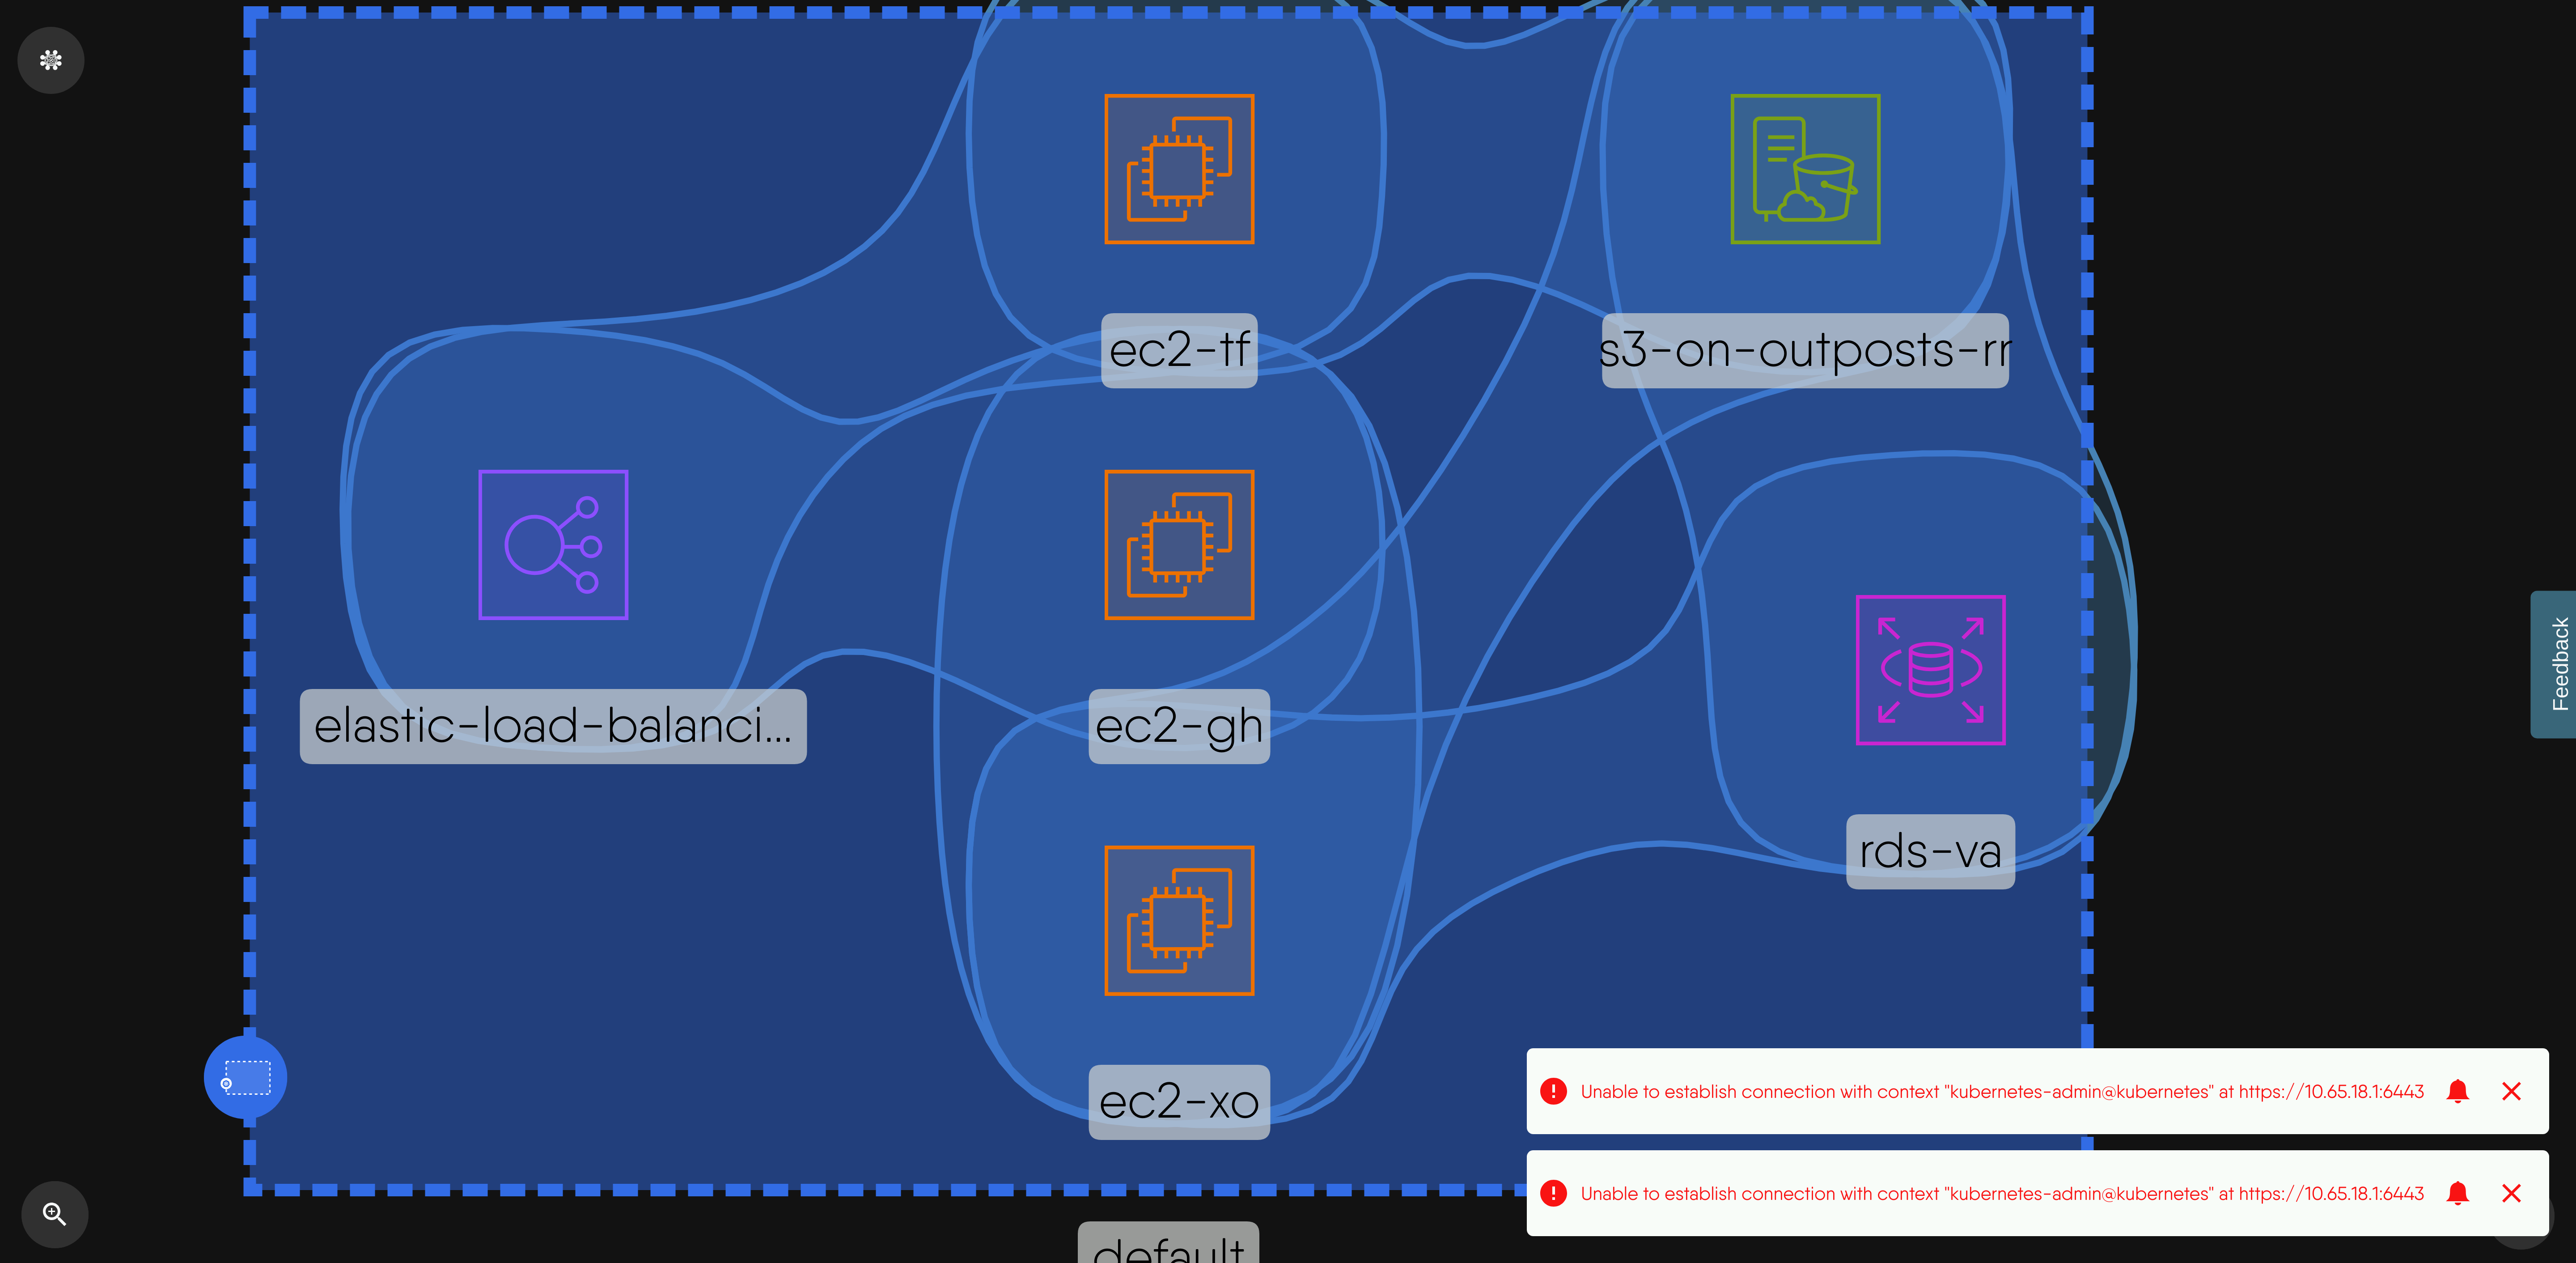 ec2-tf
s3-on-outposts-rr
elastic-load-balanci...
ec2-gh
rds-va
ec2-xo
Feedback
Unable to establish connection with context "kubernetes-admin@kubernetes" at https://10.65.18.1:6443
Unable to establish connection with context "kubernetes-admin@kubernetes" at https://10.65.18.1:6443
default